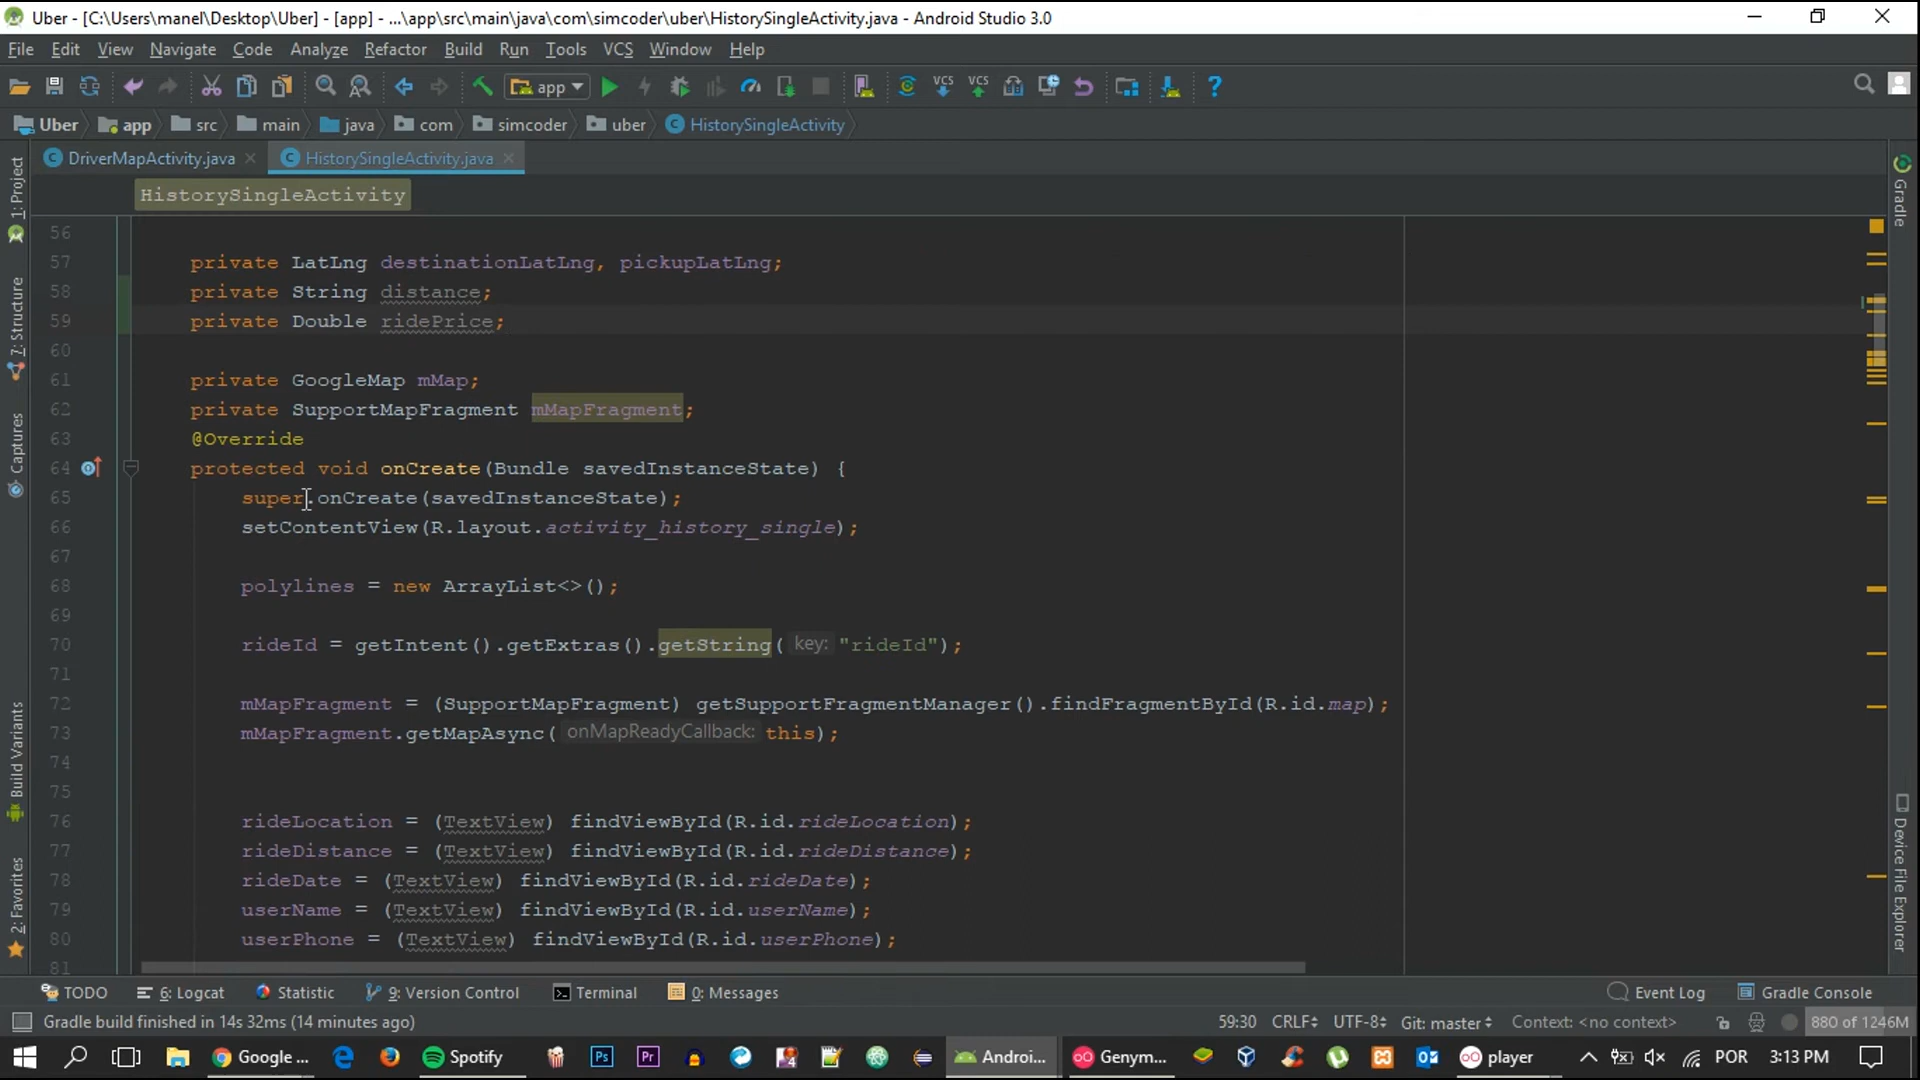 Uber - [C:\Users\manel\Desktop\Uber] - [app] - ...\app\src\main\java\com\simcoder\uber\HistorySingleActivity.java - Android Studio 3.0
File Edit View Navigate Code Analyze Refactor Build Run Tools VCS Window Help
app VCS VCS ?
Uber app src main java com simcoder uber HistorySingleActivity
DriverMapActivity.java HistorySingleActivity.java
HistorySingleActivity
56
57 private LatLng destinationLatLng, pickupLatLng;
58 private String distance;
59 private Double ridePrice;
60
61 private GoogleMap mMap;
62 private SupportMapFragment mMapFragment;
63 @Override
64 protected void onCreate(Bundle savedInstanceState) {
65 super.onCreate(savedInstanceState);
66 setContentView(R.layout.activity_history_single);
67
68 polylines = new ArrayList<>();
69
70 rideId = getIntent().getExtras().getString( key: "rideId");
71
72 mMapFragment = (SupportMapFragment) getSupportFragmentManager().findFragmentById(R.id.map);
73 mMapFragment.getMapAsync( onMapReadyCallback: this);
74
75
76 rideLocation = (TextView) findViewById(R.id.rideLocation);
77 rideDistance = (TextView) findViewById(R.id.rideDistance);
78 rideDate = (TextView) findViewById(R.id.rideDate);
79 userName = (TextView) findViewById(R.id.userName);
80 userPhone = (TextView) findViewById(R.id.userPhone);
81
1: Project
7: Structure
Captures
Build Variants
2: Favorites
Gradle
Device File Explorer
TODO 6: Logcat Statistic 9: Version Control Terminal 0: Messages Event Log Gradle Console
Gradle build finished in 14s 32ms (14 minutes ago) 59:30 CRLF UTF-8 Git: master Context: <no context> 880 of 1246M
Google ... Spotify Ps Pr Androi... Genym... player POR 3:13 PM